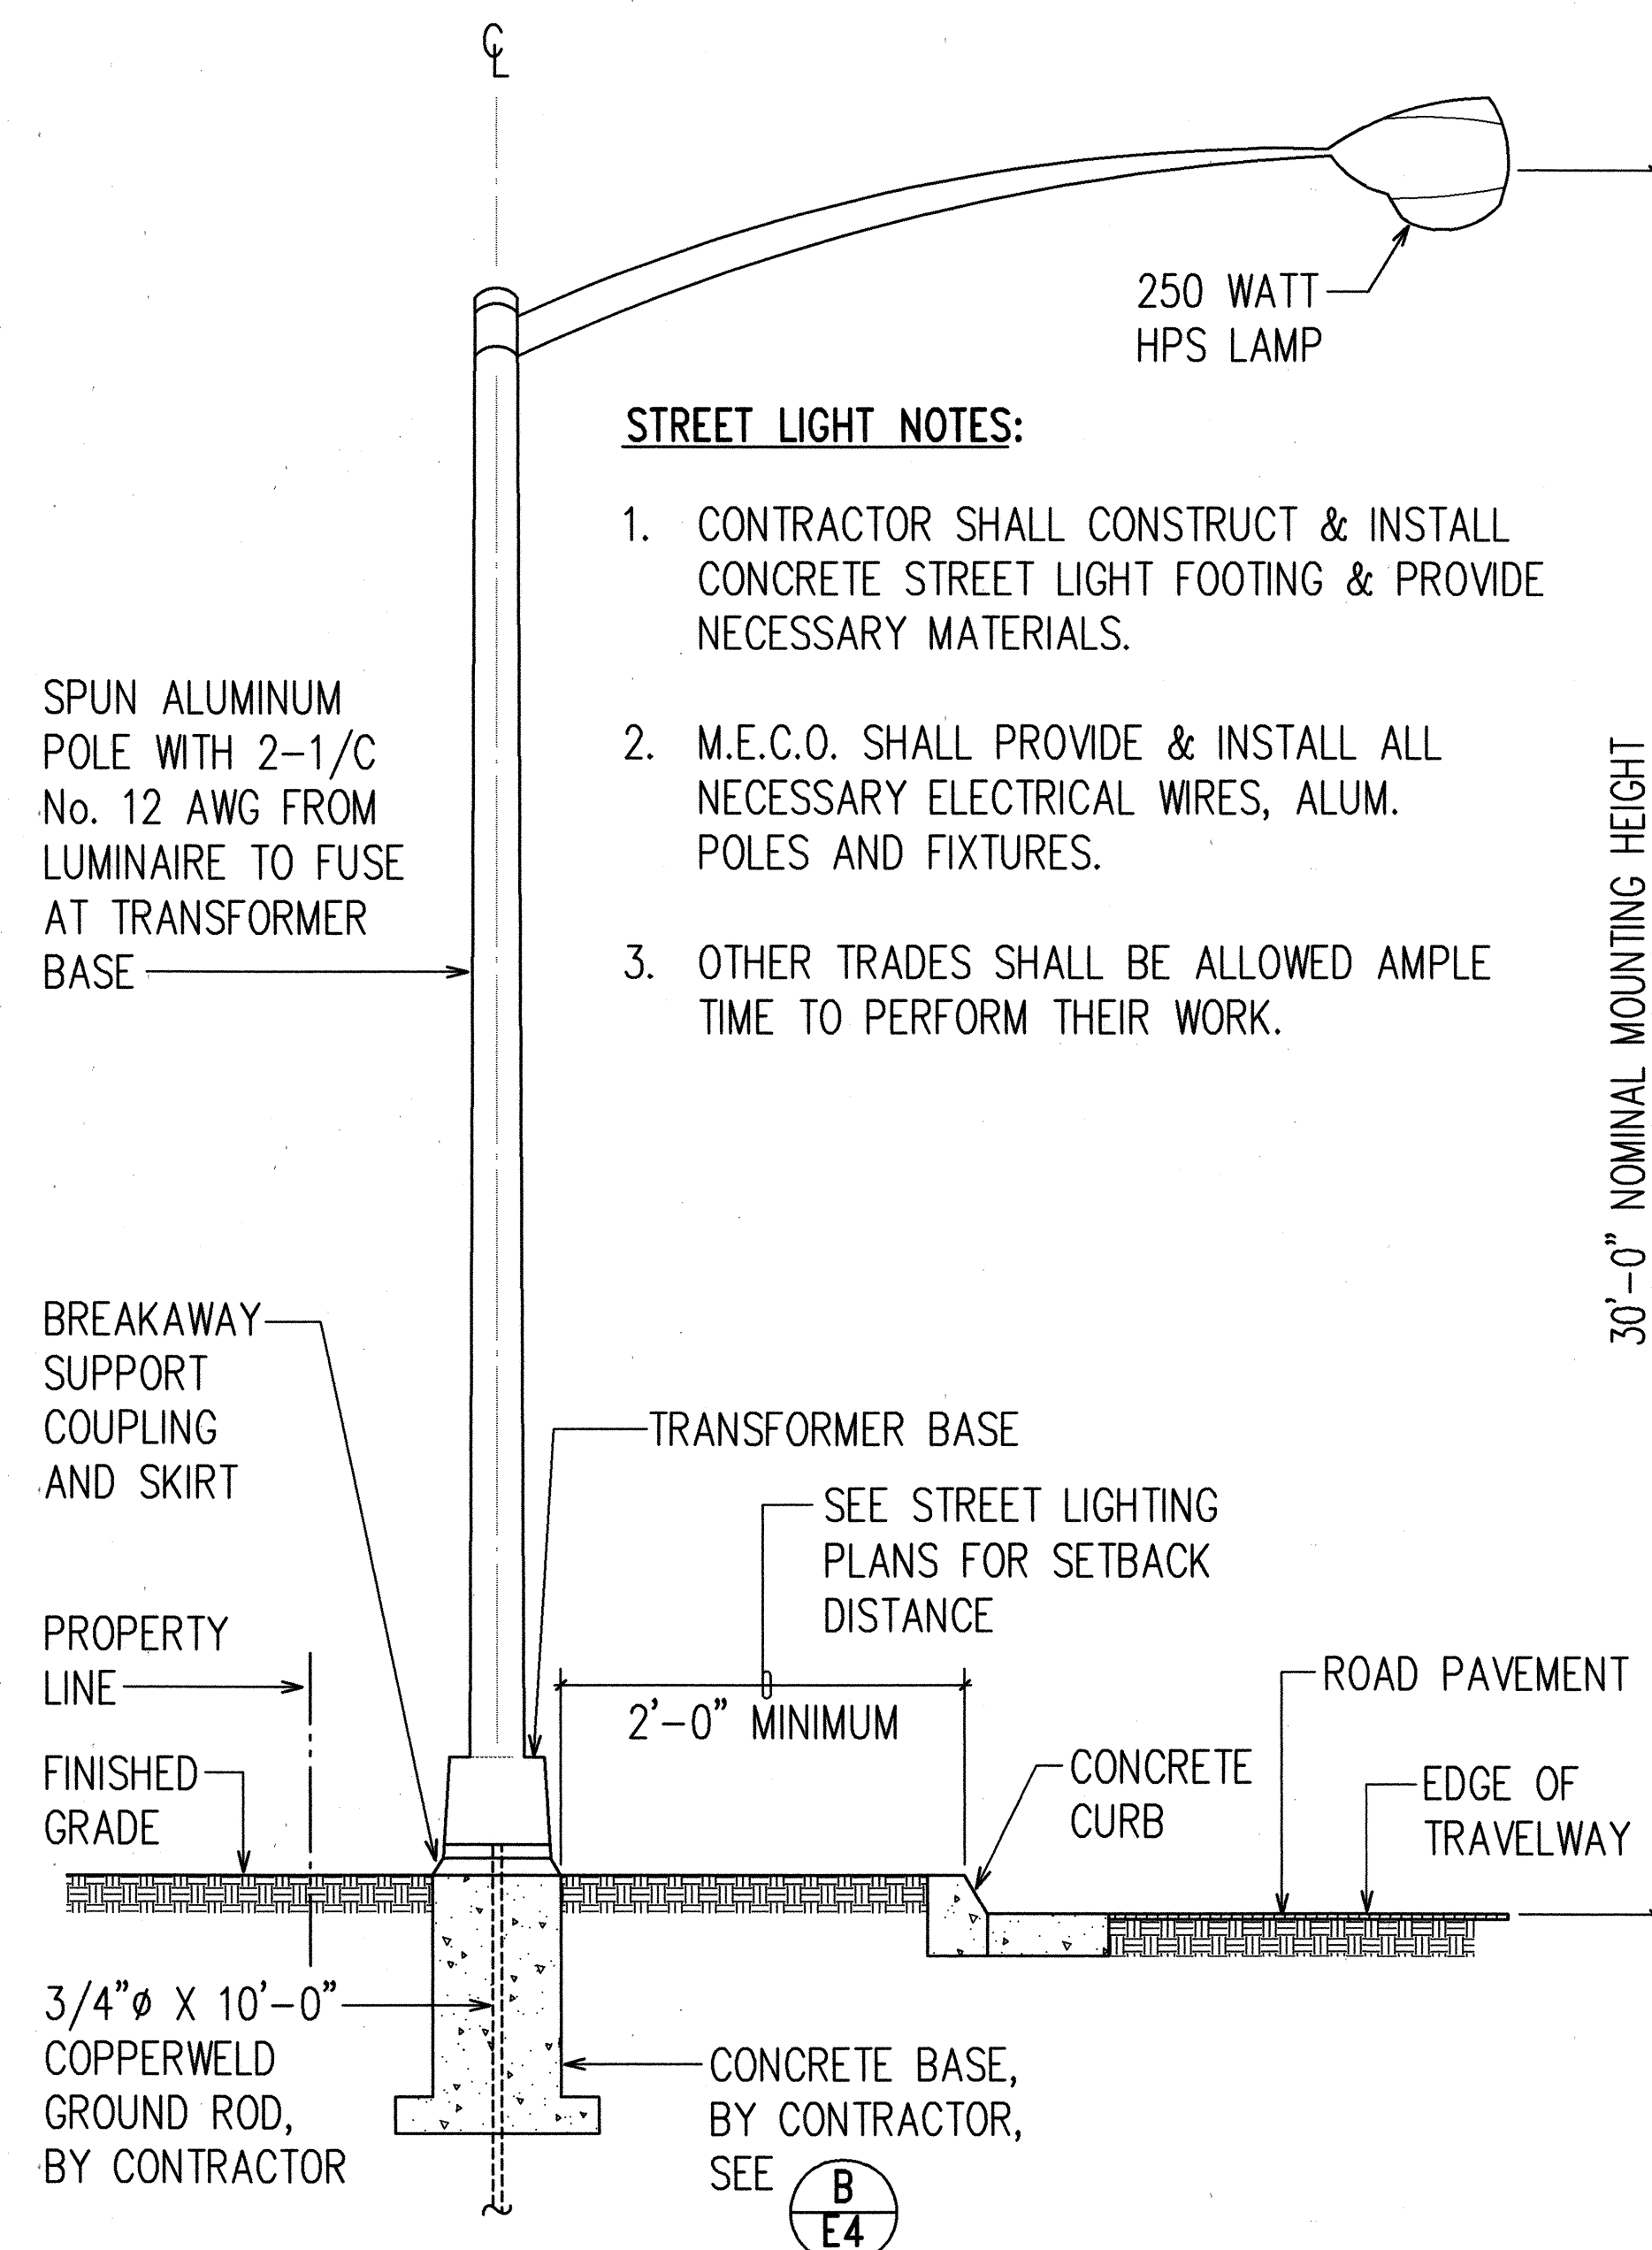 ℄
250 WATT
HPS LAMP
STREET LIGHT NOTES:
1. CONTRACTOR SHALL CONSTRUCT & INSTALL
CONCRETE STREET LIGHT FOOTING & PROVIDE
NECESSARY MATERIALS.
2. M.E.C.O. SHALL PROVIDE & INSTALL ALL
NECESSARY ELECTRICAL WIRES, ALUM.
POLES AND FIXTURES.
3. OTHER TRADES SHALL BE ALLOWED AMPLE
TIME TO PERFORM THEIR WORK.
SPUN ALUMINUM
POLE WITH 2-1/C
No. 12 AWG FROM
LUMINAIRE TO FUSE
AT TRANSFORMER
BASE
30'-0" NOMINAL MOUNTING HEIGHT
BREAKAWAY
SUPPORT
COUPLING
AND SKIRT
TRANSFORMER BASE
SEE STREET LIGHTING
PLANS FOR SETBACK
DISTANCE
PROPERTY
LINE
2'-0" MINIMUM
ROAD PAVEMENT
FINISHED
GRADE
CONCRETE
CURB
EDGE OF
TRAVELWAY
3/4"ø X 10'-0"
COPPERWELD
GROUND ROD,
BY CONTRACTOR
CONCRETE BASE,
BY CONTRACTOR,
SEE
B
E4